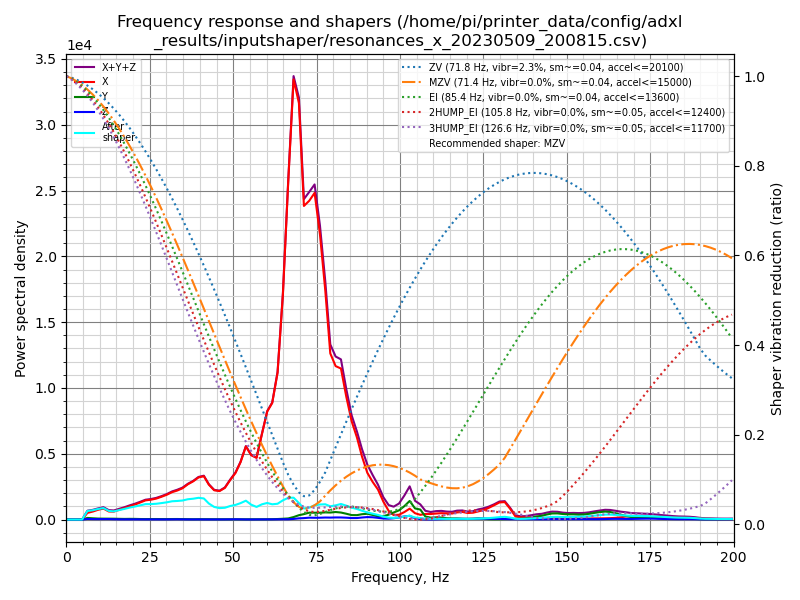 Frequency response and shapers (/home/pi/printer_data/config/adxl
_results/inputshaper/resonances_x_20230509_200815.csv)
1e4
3.5
3.0
2.5
2.0
1.5
1.0
0.5
0.0
Power spectral density
X+Y+Z
X
Y
Z
After
shaper
ZV (71.8 Hz, vibr=2.3%, sm~=0.04, accel<=20100)
MZV (71.4 Hz, vibr=0.0%, sm~=0.04, accel<=15000)
EI (85.4 Hz, vibr=0.0%, sm~=0.04, accel<=13600)
2HUMP_EI (105.8 Hz, vibr=0.0%, sm~=0.05, accel<=12400)
3HUMP_EI (126.6 Hz, vibr=0.0%, sm~=0.05, accel<=11700)
Recommended shaper: MZV
1.0
0.8
0.6
0.4
0.2
0.0
Shaper vibration reduction (ratio)
0 25 50 75 100 125 150 175 200
Frequency, Hz